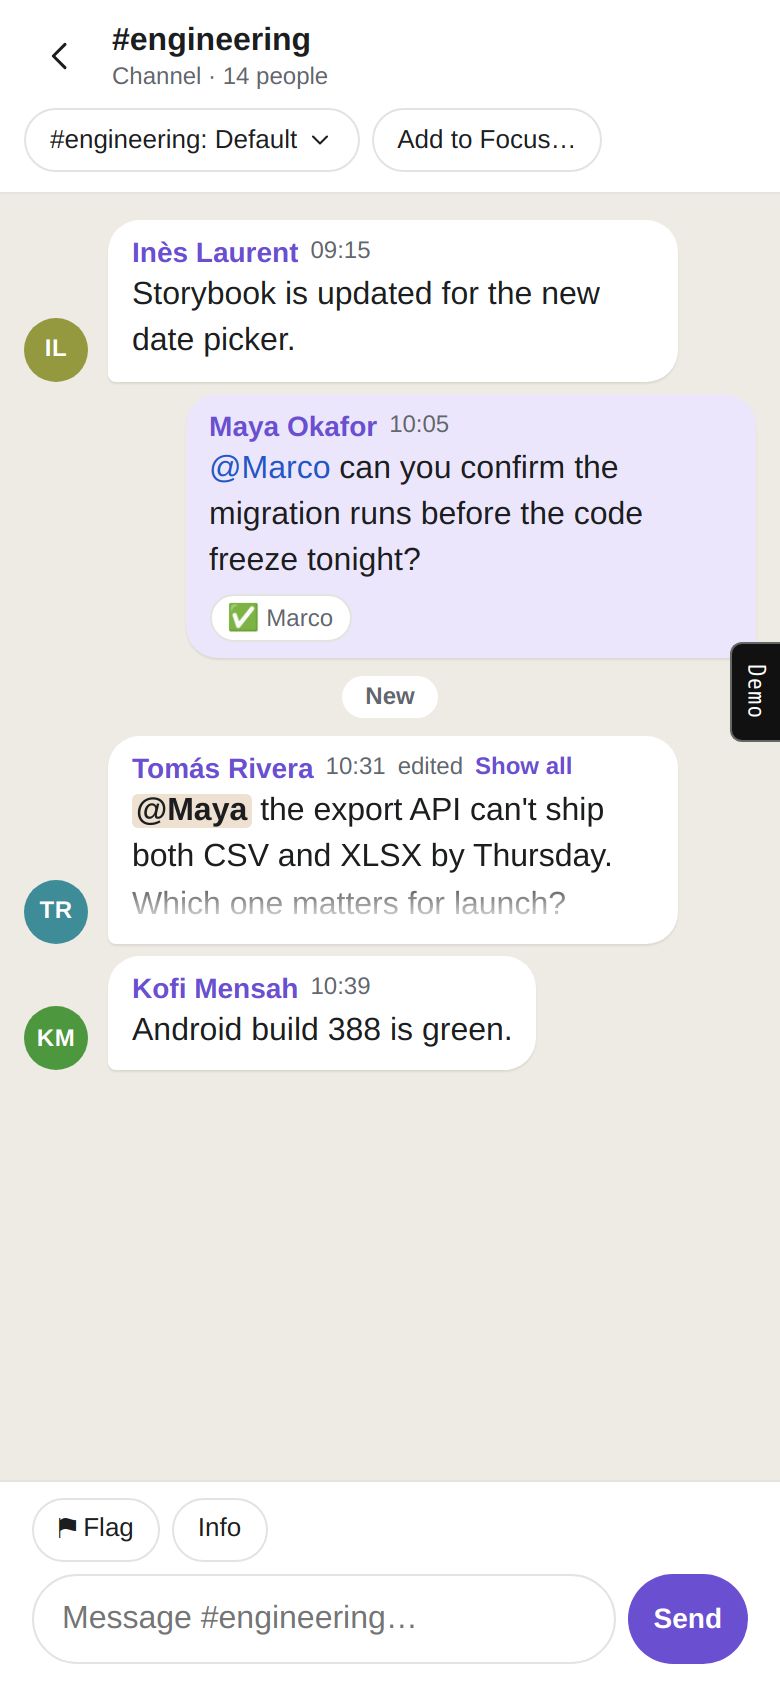 #engineering
Channel · 14 people
#engineering: Default
Add to Focus…
Inès Laurent 09:15
Storybook is updated for the new
date picker.
IL
Maya Okafor 10:05
@Marco can you confirm the
migration runs before the code
freeze tonight?
✅ Marco
Demo
New
Tomás Rivera 10:31 edited Show all
@Maya the export API can't ship
both CSV and XLSX by Thursday.
Which one matters for launch?
TR
Kofi Mensah 10:39
Android build 388 is green.
KM
⚑ Flag
Info
Message #engineering…
Send